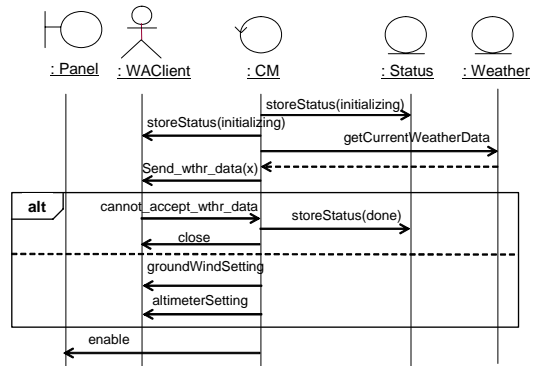 : Panel
: WAClient
: CM
: Status
: Weather
storeStatus(initializing)
storeStatus(initializing)
getCurrentWeatherData
Send_wthr_data(x)
alt
cannot_accept_wthr_data
storeStatus(done)
close
groundWindSetting
altimeterSetting
enable